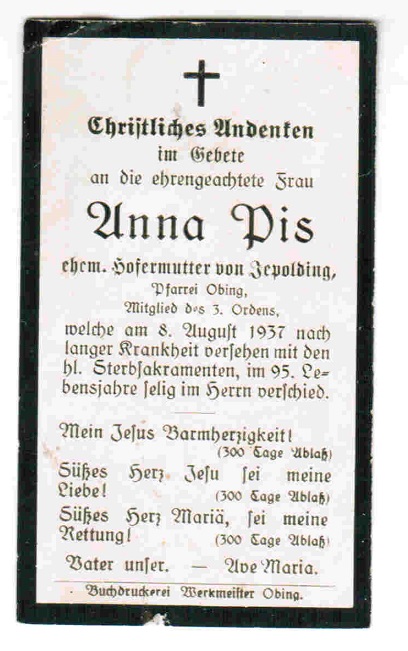 Christliches Andenken
im Gebete
an die ehrengeachtete Frau
Anna Pis
ehem. Hofermutter von Jepolding,
Pfarrei Obing,
Mitglied des 3. Ordens,
welche am 8. August 1937 nach
langer Krankheit versehen mit den
hl. Sterbsakramenten, im 95. Le-
bensjahre selig im Herrn verschied.
Mein Jesus Barmherzigkeit!
(300 Tage Ablaß)
Süßes Herz Jesu sei meine
Liebe! (300 Tage Ablaß)
Süßes Herz Mariä, sei meine
Rettung! (300 Tage Ablaß)
Vater unser. — Ave Maria.
Buchdruckerei Werkmeister Obing.